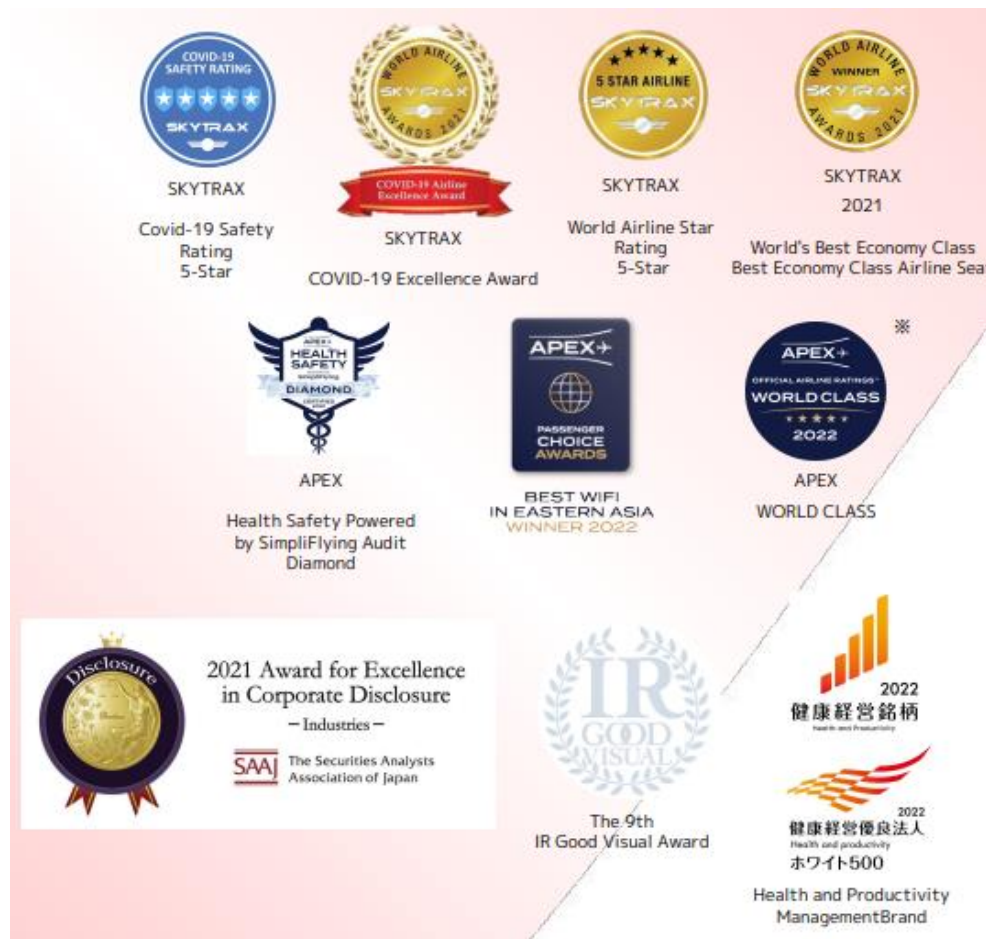 COVID-19
SAFETY RATING
SKYTRAX
SKYTRAX
Covid-19 Safety
Rating
5-Star
WORLD AIRLINE
SKYTRAX
AWARDS 2021
COVID-19 Airline
Excellence Award
SKYTRAX
COVID-19 Excellence Award
5 STAR AIRLINE
SKYTRAX
SKYTRAX
World Airline Star
Rating
5-Star
WORLD AIRLINE
WINNER
SKYTRAX
AWARDS 2021
SKYTRAX
2021
World's Best Economy Class
Best Economy Class Airline Sea
APEX
HEALTH
SAFETY
SimpliFlying
DIAMOND
APEX
Health Safety Powered
by SimpliFlying Audit
Diamond
APEX
PASSENGER
CHOICE
AWARDS
BEST WIFI
IN EASTERN ASIA
WINNER 2022
※
APEX
OFFICIAL AIRLINE RATINGS™
WORLD CLASS
2022
APEX
WORLD CLASS
Disclosure
2021 Award for Excellence
in Corporate Disclosure
－Industries－
SAAJ
The Securities Analysts
Association of Japan
IR
GOOD
VISUAL
The 9th
IR Good Visual Award
2022
健康経営銘柄
Health and Productivity
2022
健康経営優良法人
Health and productivity
ホワイト500
Health and Productivity
ManagementBrand